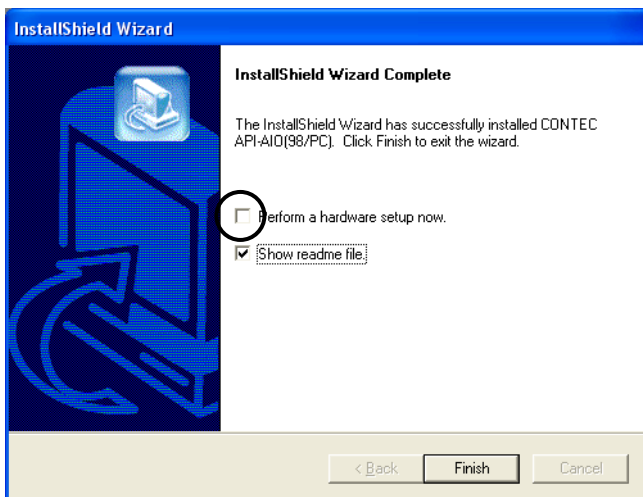 InstallShield Wizard
InstallShield Wizard Complete
The InstallShield Wizard has successfully installed CONTEC
API-AIO(98/PC). Click Finish to exit the wizard.
Perform a hardware setup now.
Show readme file.
< Back Finish Cancel